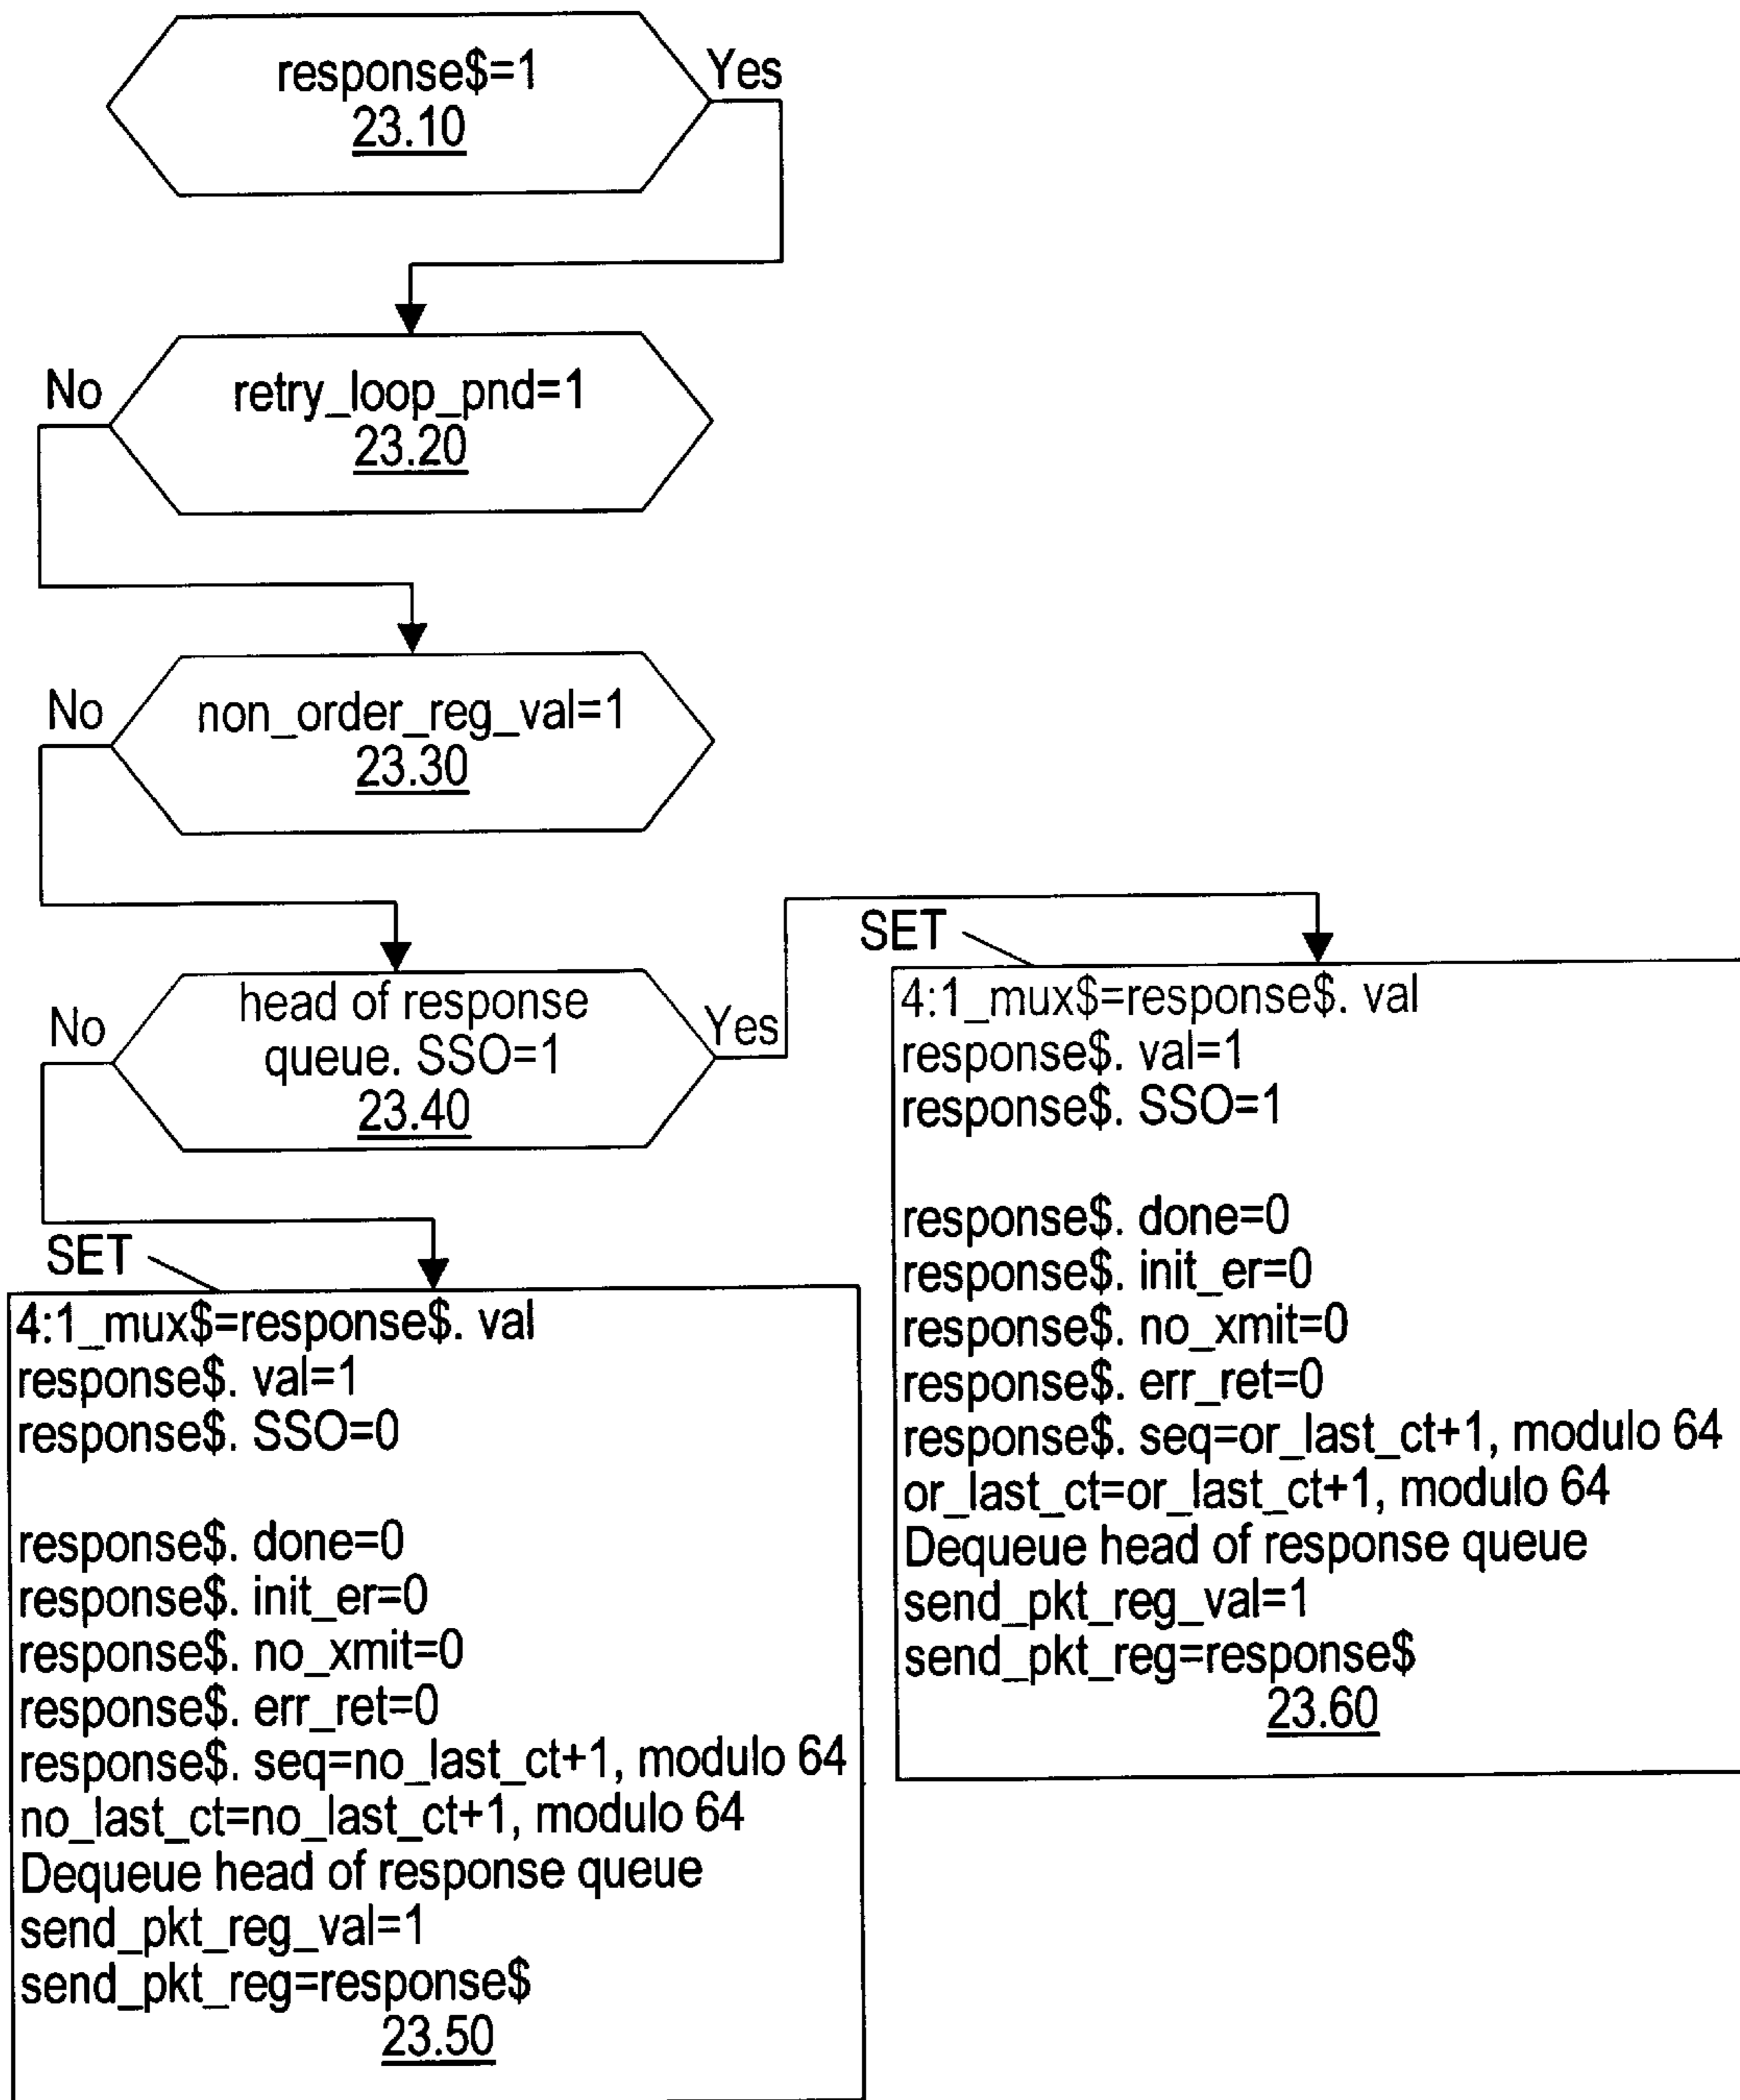 response$=1
23.10
Yes
No
retry_loop_pnd=1
23.20
No
non_order_reg_val=1
23.30
No
head of response
queue. SSO=1
23.40
Yes
SET
4:1_mux$=response$. val
response$. val=1
response$. SSO=0
response$. done=0
response$. init_er=0
response$. no_xmit=0
response$. err_ret=0
response$. seq=no_last_ct+1, modulo 64
no_last_ct=no_last_ct+1, modulo 64
Dequeue head of response queue
send_pkt_reg_val=1
send_pkt_reg=response$
23.50
SET
4:1_mux$=response$. val
response$. val=1
response$. SSO=1
response$. done=0
response$. init_er=0
response$. no_xmit=0
response$. err_ret=0
response$. seq=or_last_ct+1, modulo 64
or_last_ct=or_last_ct+1, modulo 64
Dequeue head of response queue
send_pkt_reg_val=1
send_pkt_reg=response$
23.60